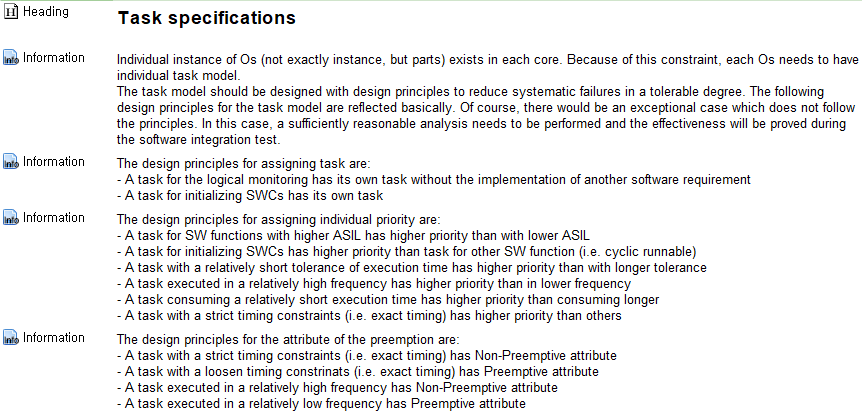 Heading
Task specifications
Information
Individual instance of Os (not exactly instance, but parts) exists in each core. Because of this constraint, each Os needs to have
individual task model.
The task model should be designed with design principles to reduce systematic failures in a tolerable degree. The following
design principles for the task model are reflected basically. Of course, there would be an exceptional case which does not follow
the principles. In this case, a sufficiently reasonable analysis needs to be performed and the effectiveness will be proved during
the software integration test.
Information
The design principles for assigning task are:
- A task for the logical monitoring has its own task without the implementation of another software requirement
- A task for initializing SWCs has its own task
Information
The design principles for assigning individual priority are:
- A task for SW functions with higher ASIL has higher priority than with lower ASIL
- A task for initializing SWCs has higher priority than task for other SW function (i.e. cyclic runnable)
- A task with a relatively short tolerance of execution time has higher priority than with longer tolerance
- A task executed in a relatively high frequency has higher priority than in lower frequency
- A task consuming a relatively short execution time has higher priority than consuming longer
- A task with a strict timing constraints (i.e. exact timing) has higher priority than others
Information
The design principles for the attribute of the preemption are:
- A task with a strict timing constraints (i.e. exact timing) has Non-Preemptive attribute
- A task with a loosen timing constrinats (i.e. exact timing) has Preemptive attribute
- A task executed in a relatively high frequency has Non-Preemptive attribute
- A task executed in a relatively low frequency has Preemptive attribute